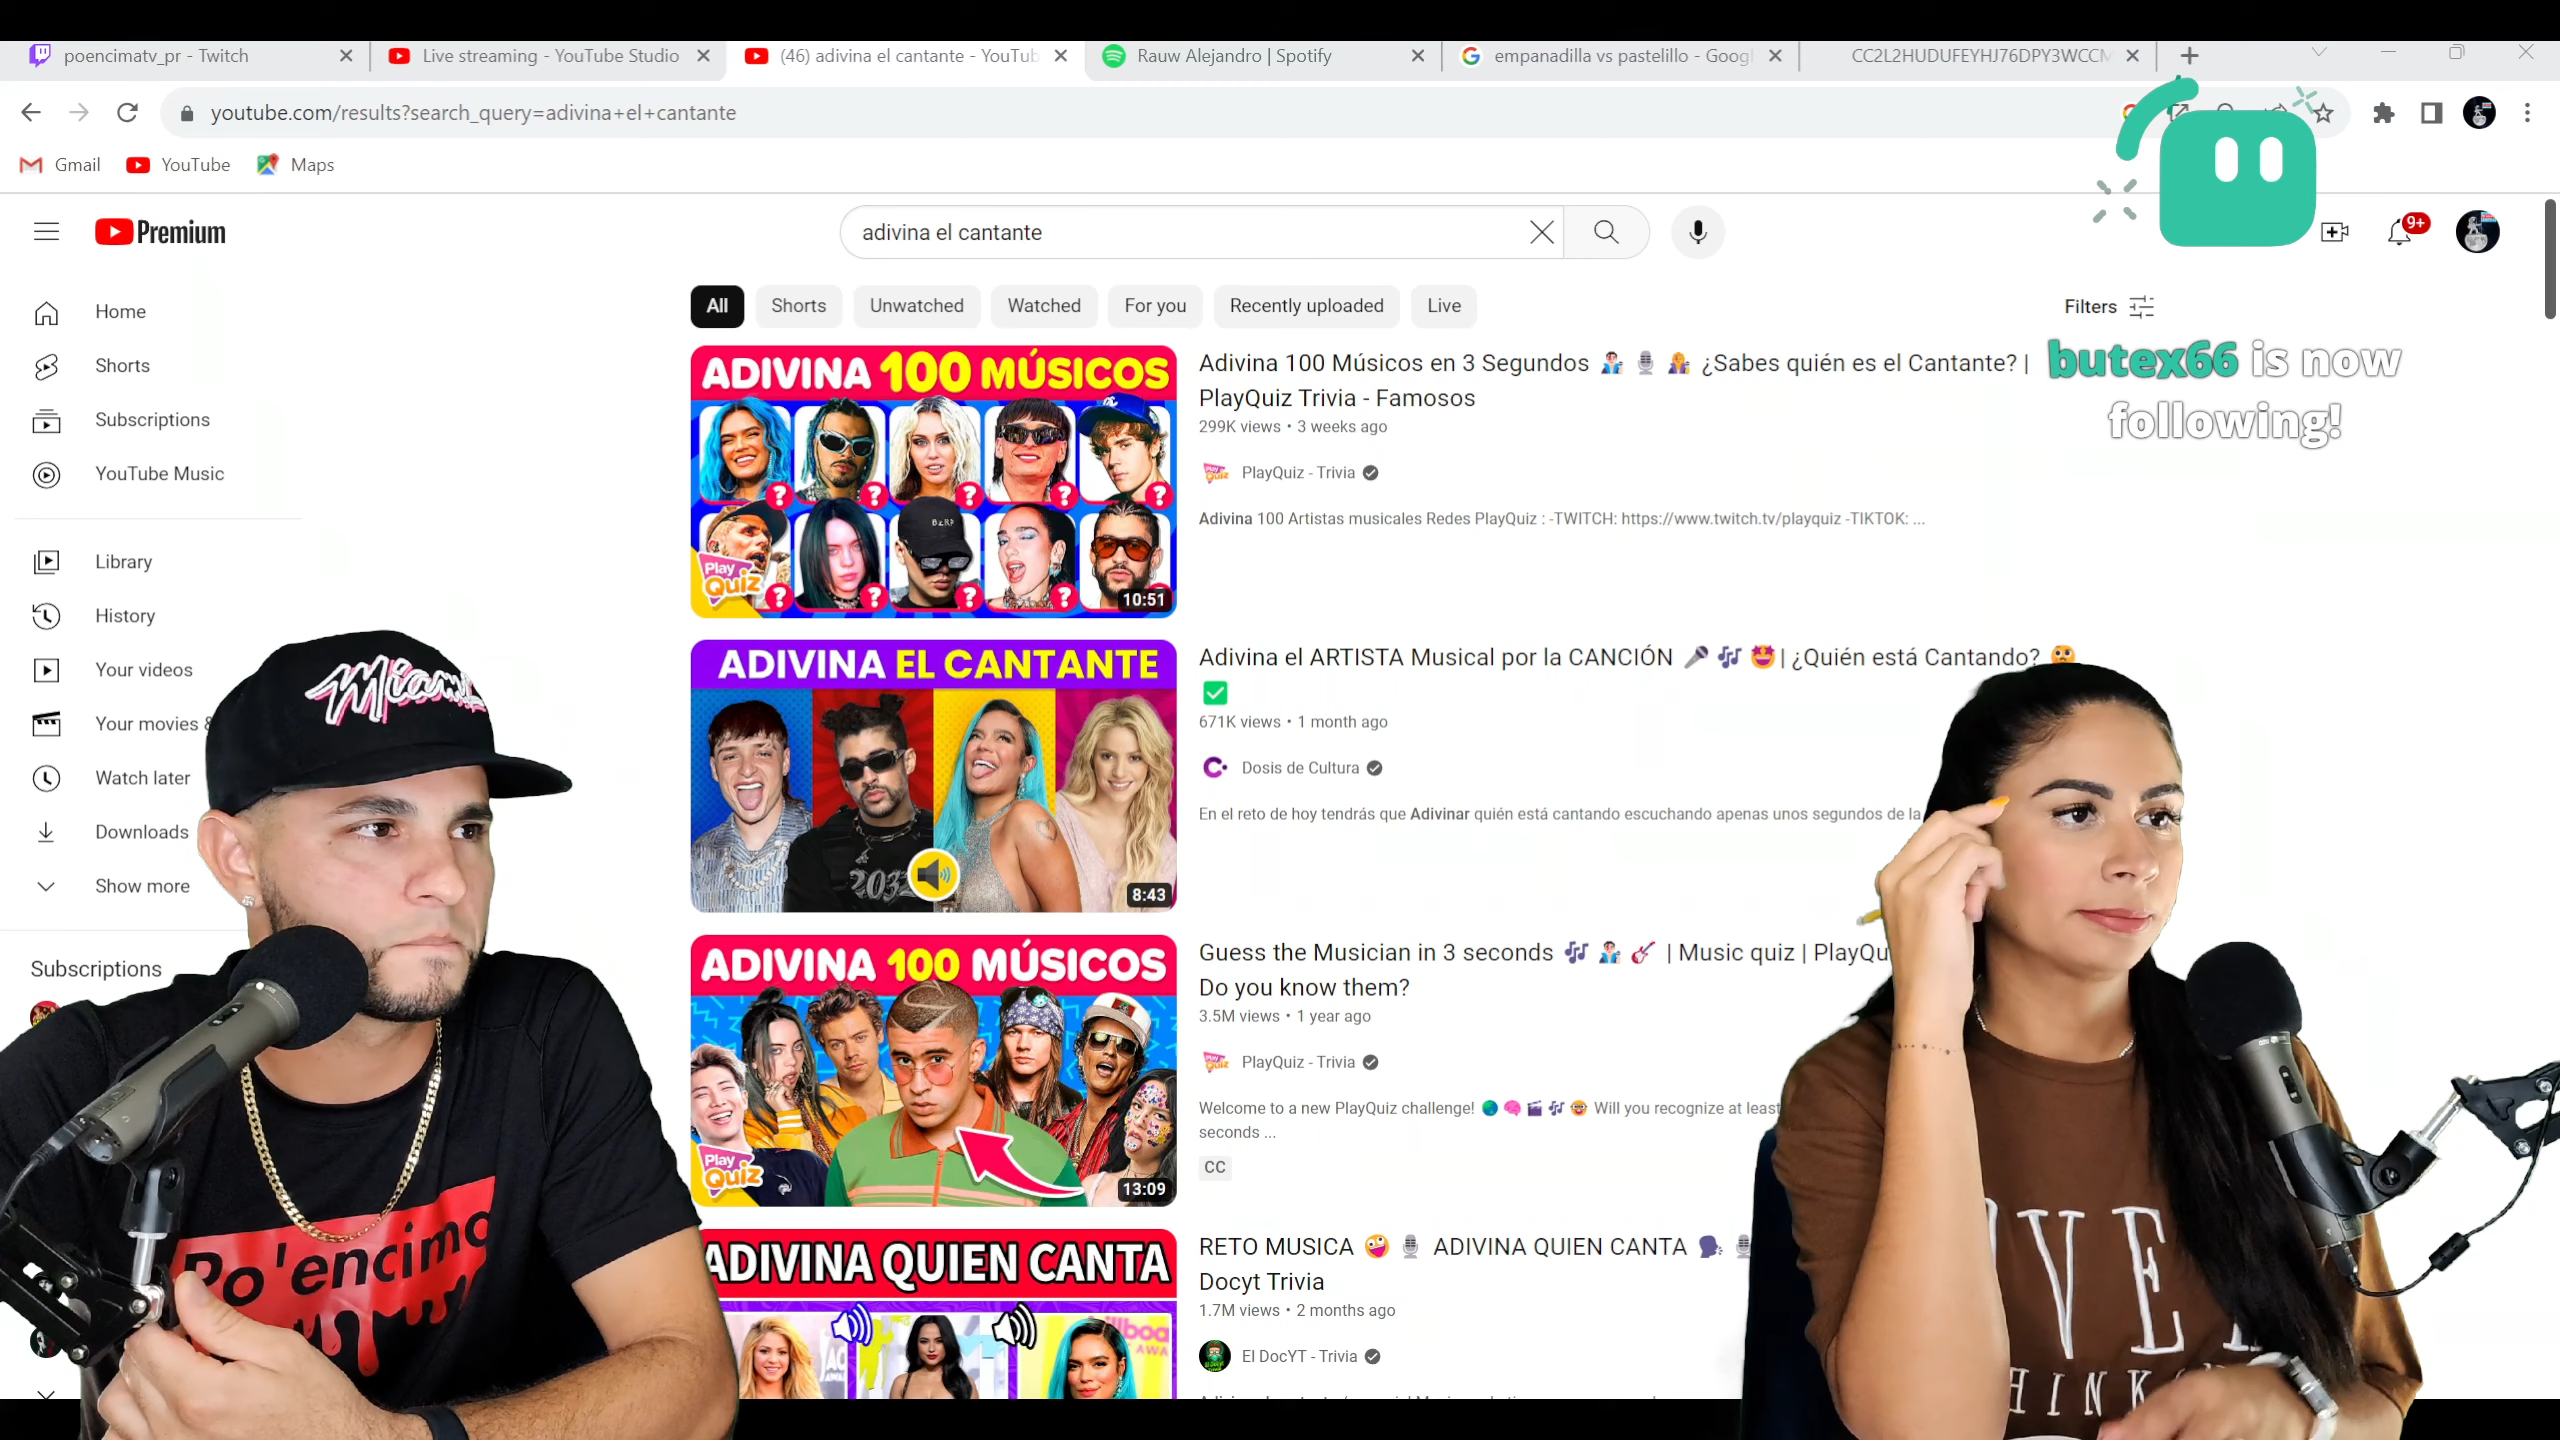 poencimatv_pr - Twitch
Live streaming - YouTube Studio
(46) adivina el cantante - YouTub
Rauw Alejandro | Spotify
empanadilla vs pastelillo - Googl
CC2L2HUDUFEYHJ76DPY3WCCM
youtube.com/results?search_query=adivina+el+cantante
Gmail
YouTube
Maps
Premium
adivina el cantante
9+
Home
Shorts
Subscriptions
YouTube Music
Library
History
Your videos
Your movies &
Watch later
Downloads
Show more
Subscriptions
All
Shorts
Unwatched
Watched
For you
Recently uploaded
Live
Filters
butex66 is now
following!
ADIVINA 100 MÚSICOS
BZRP
Play
Quiz
10:51
Adivina 100 Músicos en 3 Segundos 👨‍🎤 🎙️ 👩‍🎤 ¿Sabes quién es el Cantante? |
PlayQuiz Trivia - Famosos
299K views • 3 weeks ago
PlayQuiz - Trivia
Adivina 100 Artistas musicales Redes PlayQuiz : -TWITCH: https://www.twitch.tv/playquiz -TIKTOK: ...
ADIVINA EL CANTANTE
2032
8:43
Adivina el ARTISTA Musical por la CANCIÓN 🎤 🎶 🤩 | ¿Quién está Cantando? 🤔
✅
671K views • 1 month ago
Dosis de Cultura
En el reto de hoy tendrás que Adivinar quién está cantando escuchando apenas unos segundos de la
ADIVINA 100 MÚSICOS
Play
Quiz
13:09
Guess the Musician in 3 seconds 🎶 👨‍🎤 🎸 | Music quiz | PlayQu
Do you know them?
3.5M views • 1 year ago
PlayQuiz - Trivia
Welcome to a new PlayQuiz challenge! 🌎 🧠 🎬 🎶 🤓 Will you recognize at least
seconds ...
CC
ADIVINA QUIEN CANTA
RETO MUSICA 🤪 🎙️ ADIVINA QUIEN CANTA 🗣️ 🎙️
Docyt Trivia
1.7M views • 2 months ago
El DocYT - Trivia
Miami
Po'encima